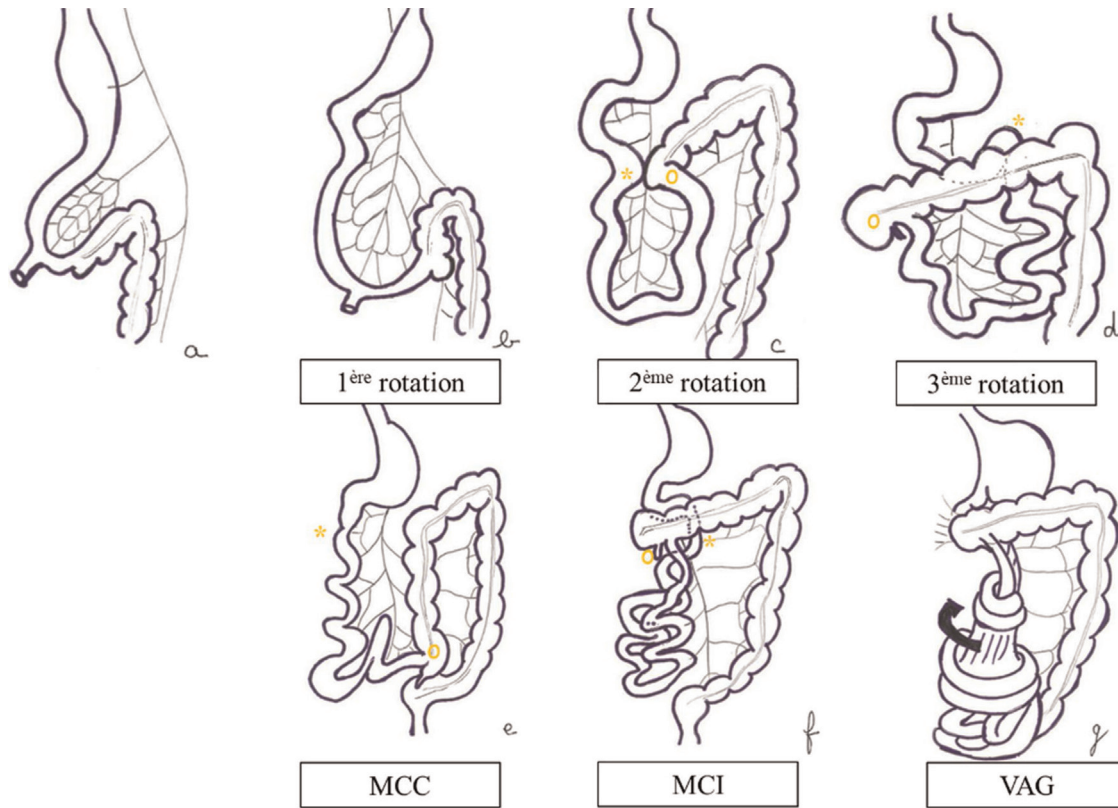 a
b
c
d
1ère rotation
2ème rotation
3ème rotation
e
f
g
MCC
MCI
VAG